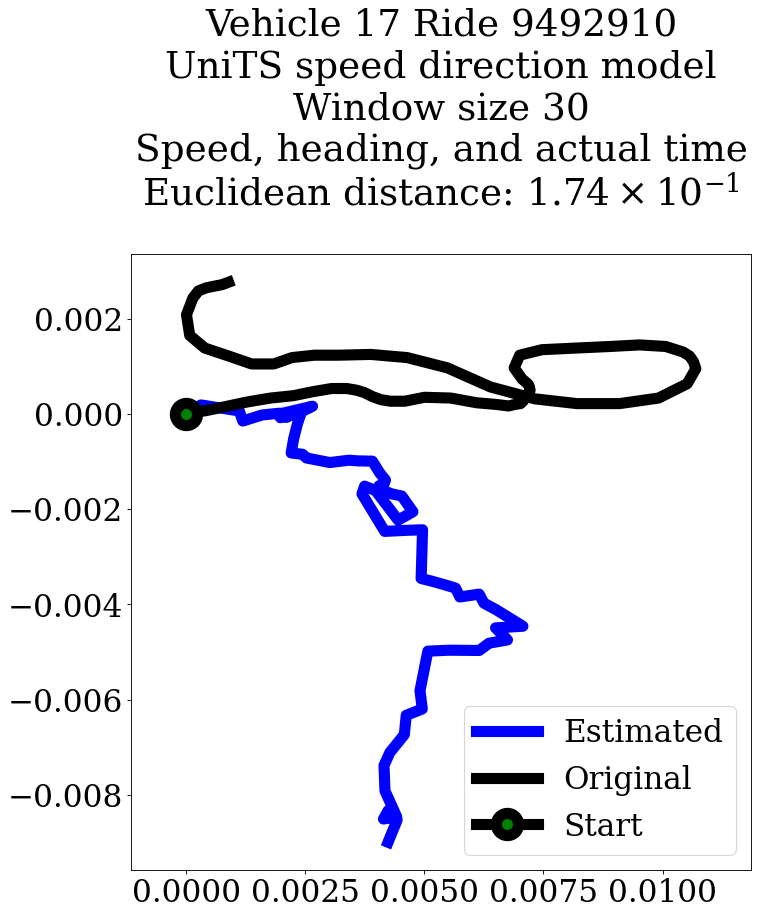 Vehicle 17 Ride 9492910
UniTS speed direction model
Window size 30
Speed, heading, and actual time
Euclidean distance: 1.74 × 10⁻¹
0.002
0.000
−0.002
−0.004
−0.006
−0.008
Estimated
Original
Start
0.0000 0.0025 0.0050 0.0075 0.0100